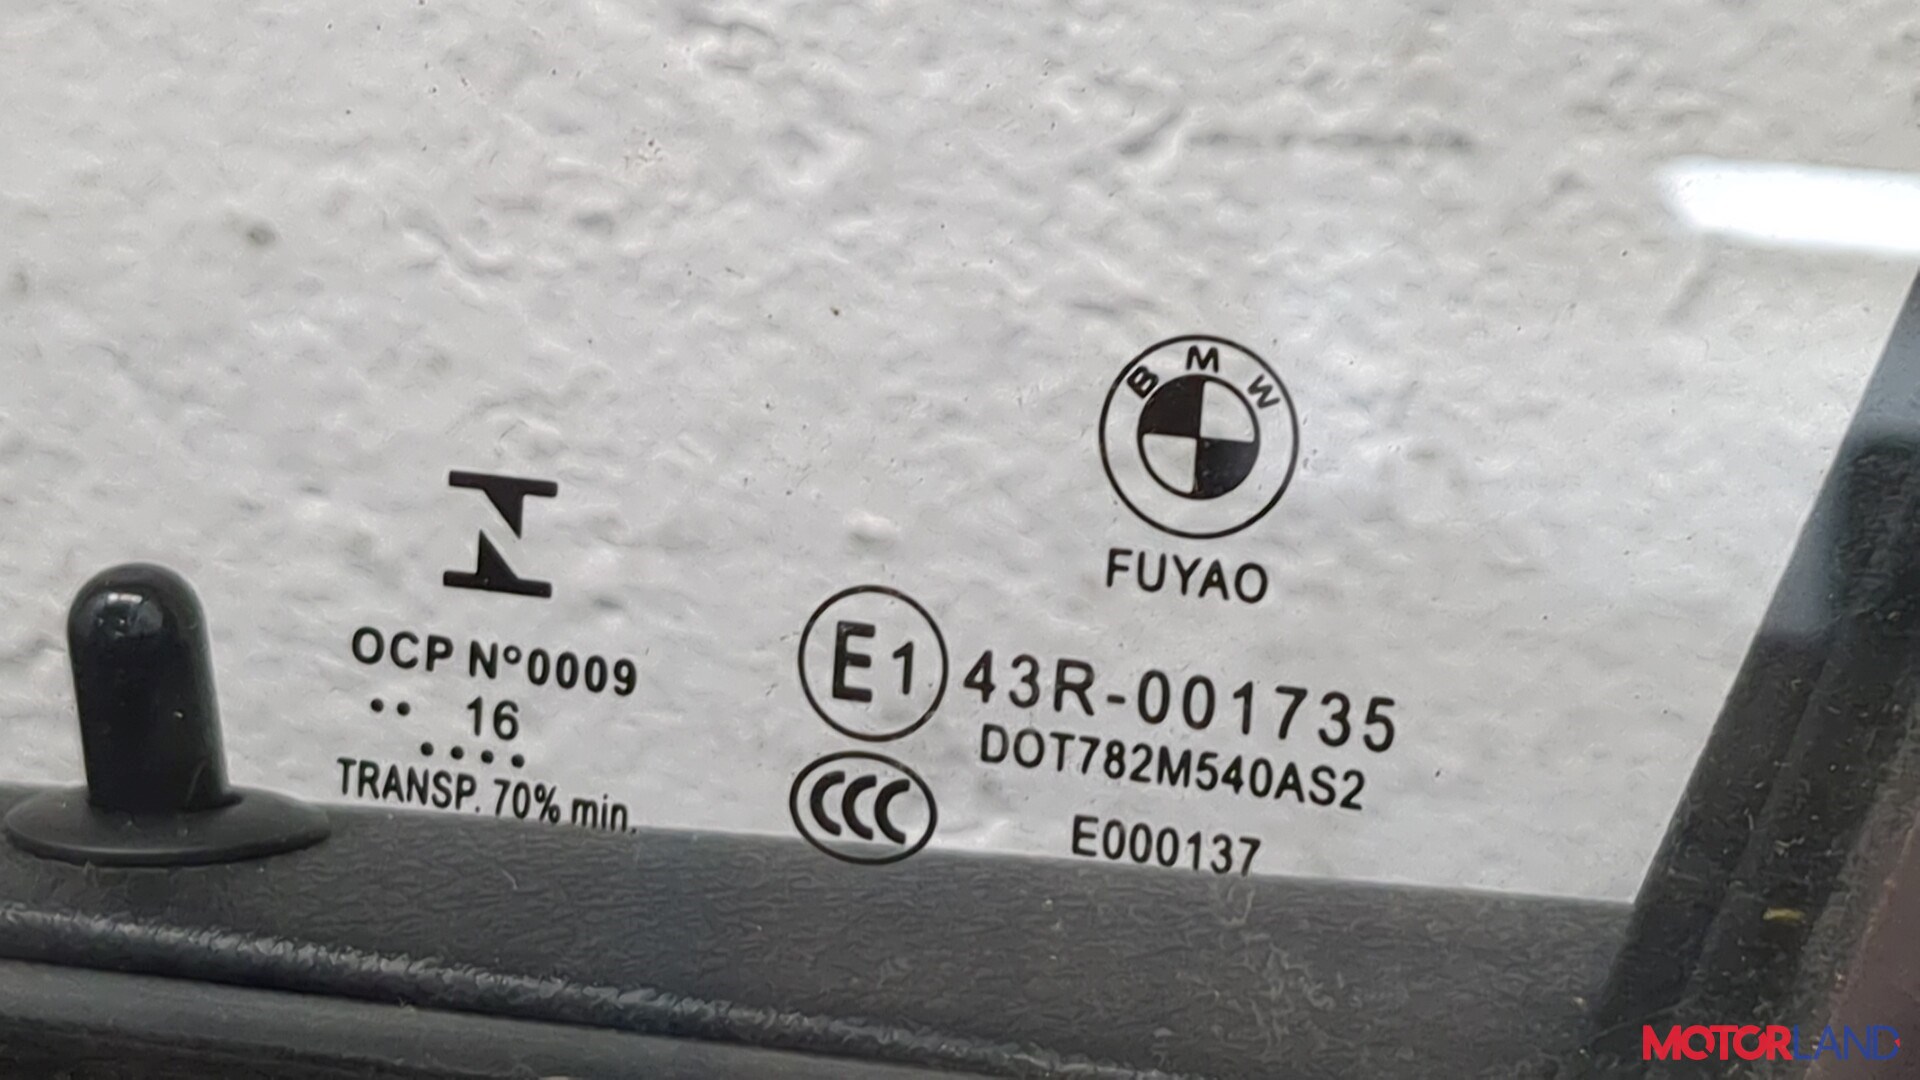 BMW
FUYAO
OCP N°0009
.. 16
....
TRANSP. 70% min.
E1 43R-001735
DOT782M540AS2
CCC
E000137
MOTORLAND